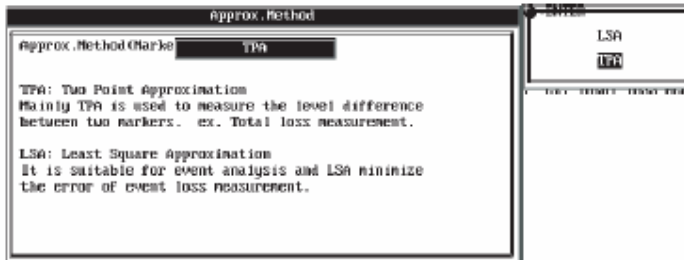 Approx.Method
Approx.Method(Marke TPA
TPA: Two Point Approximation
Mainly TPA is used to measure the level difference
between two markers. ex. Total loss measurement.
LSA: Least Square Approximation
It is suitable for event analysis and LSA minimize
the error of event loss measurement.
ENTER
LSA
TPA